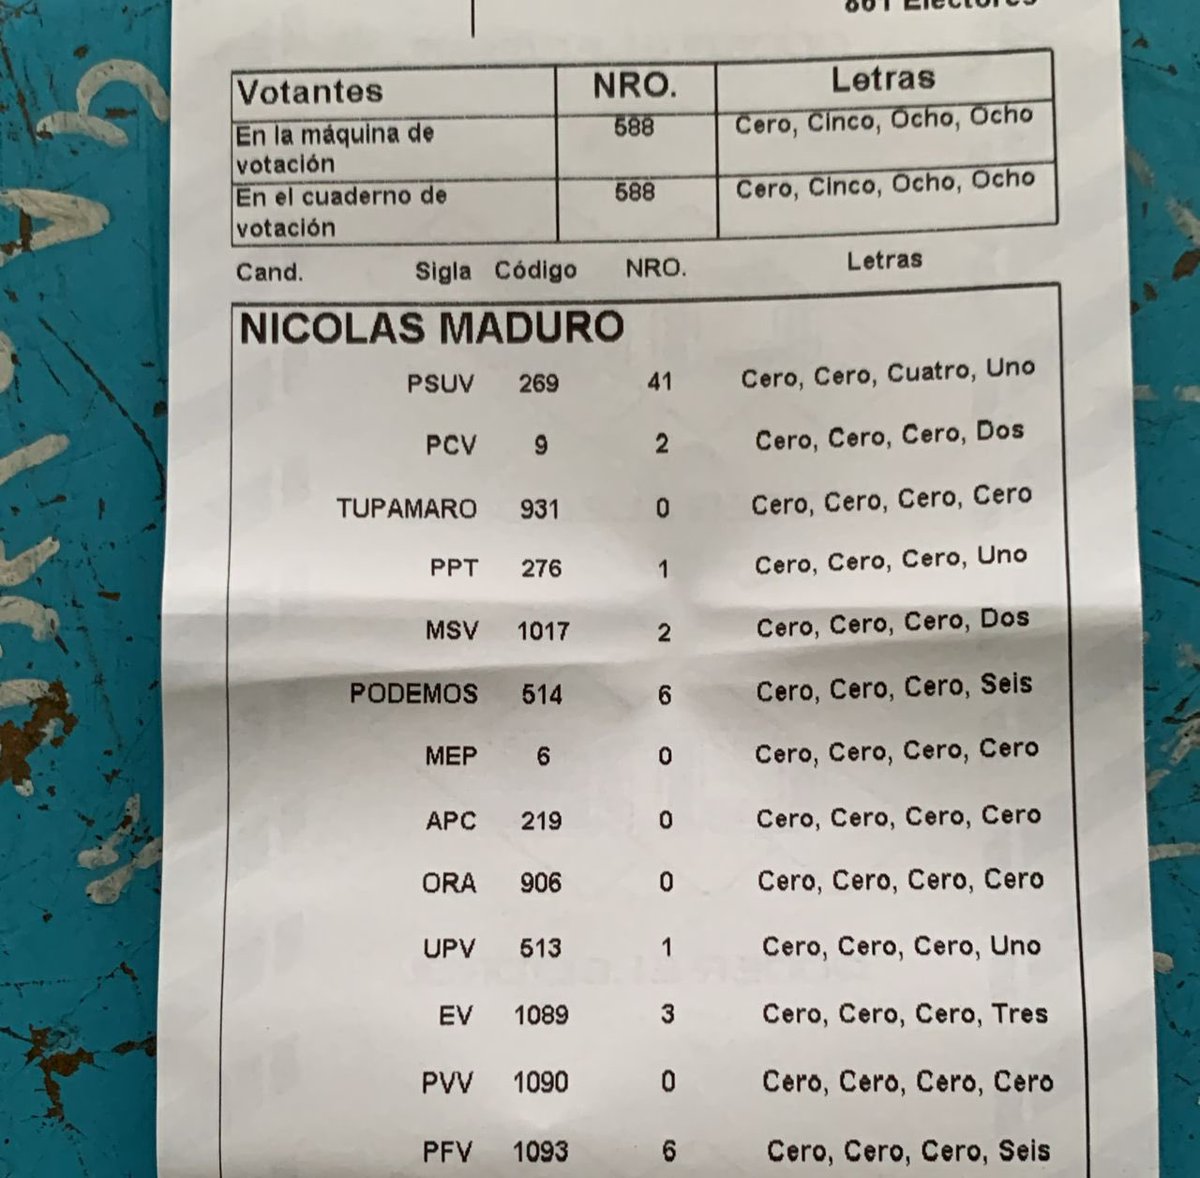 861 Electores
Votantes NRO. Letras
En la máquina de votación 588 Cero, Cinco, Ocho, Ocho
En el cuaderno de votación 588 Cero, Cinco, Ocho, Ocho
Cand. Sigla Código NRO. Letras
NICOLAS MADURO
PSUV 269 41 Cero, Cero, Cuatro, Uno
PCV 9 2 Cero, Cero, Cero, Dos
TUPAMARO 931 0 Cero, Cero, Cero, Cero
PPT 276 1 Cero, Cero, Cero, Uno
MSV 1017 2 Cero, Cero, Cero, Dos
PODEMOS 514 6 Cero, Cero, Cero, Seis
MEP 6 0 Cero, Cero, Cero, Cero
APC 219 0 Cero, Cero, Cero, Cero
ORA 906 0 Cero, Cero, Cero, Cero
UPV 513 1 Cero, Cero, Cero, Uno
EV 1089 3 Cero, Cero, Cero, Tres
PVV 1090 0 Cero, Cero, Cero, Cero
PFV 1093 6 Cero, Cero, Cero, Seis